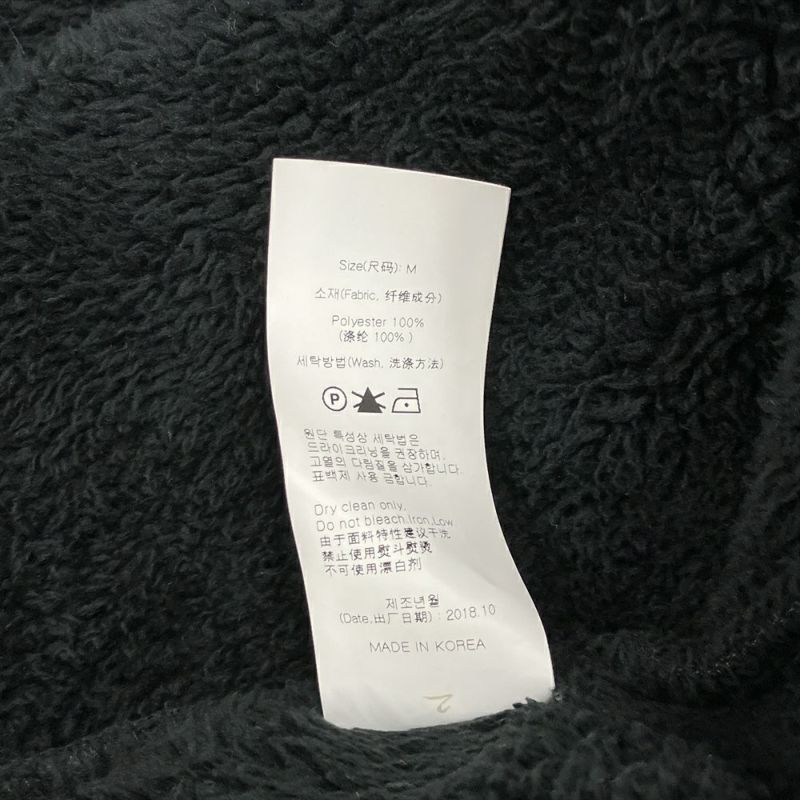 Size(尺码): M
소재(Fabric, 纤维成分)
Polyester 100%
(涤纶 100% )
세탁방법(Wash, 洗涤方法)
P
원단 특성상 세탁법은
드라이크리닝을 권장하며,
고열의 다림질을 삼가합니다.
표백제 사용 금합니다.
Dry clean only,
Do not bleach,Iron,Low
由于面料特性建议干洗
禁止使用熨斗熨烫
不可使用漂白剂
제조년월
(Date,出厂日期) : 2018.10
MADE IN KOREA
2